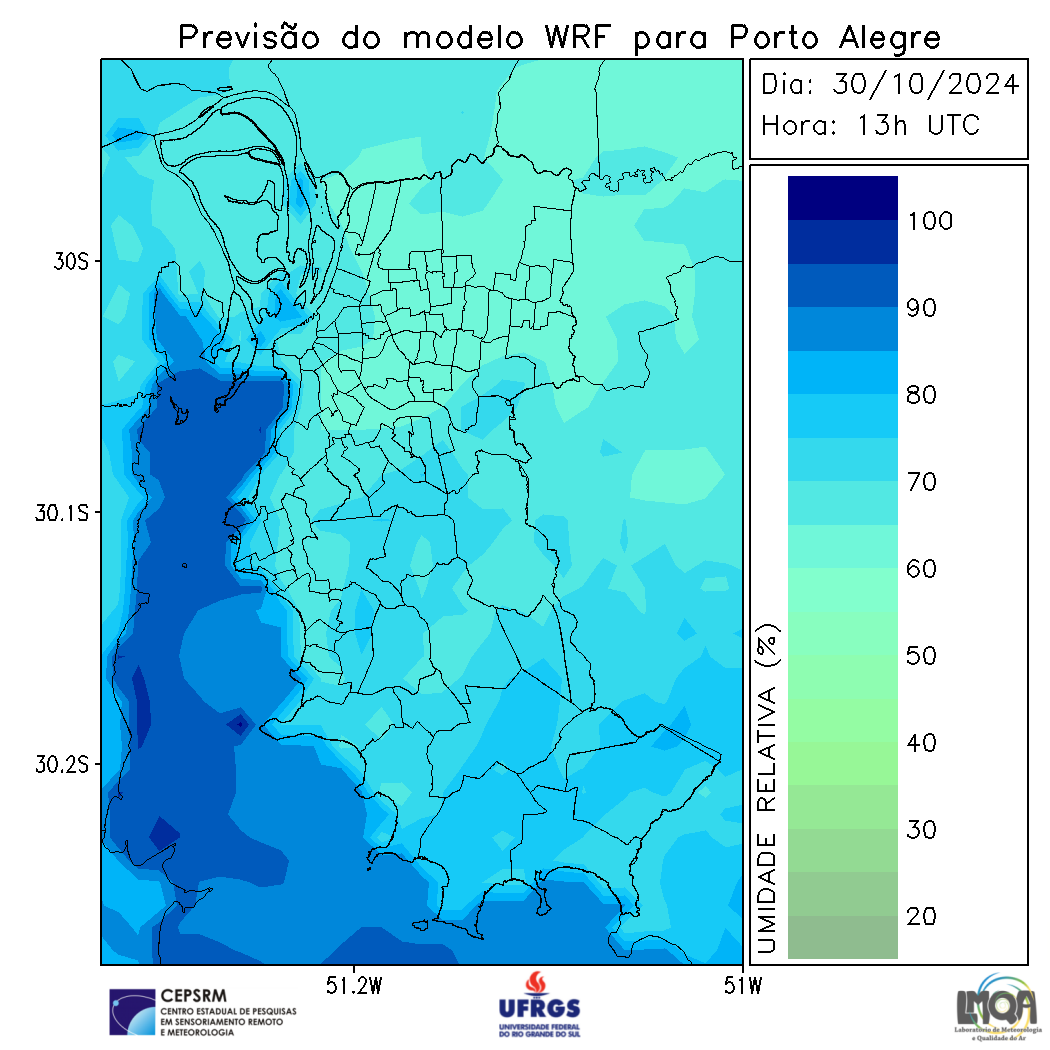 Previsão do modelo WRF para Porto Alegre
Dia: 30/10/2024
Hora: 13h UTC
30S
30.1S
30.2S
51.2W
51W
100
90
80
70
60
50
40
30
20
UMIDADE RELATIVA (%)
CEPSRM
CENTRO ESTADUAL DE PESQUISAS
EM SENSORIAMENTO REMOTO
E METEOROLOGIA
UFRGS
UNIVERSIDADE FEDERAL
DO RIO GRANDE DO SUL
LMQA
Laboratório de Meteorologia
e Qualidade do Ar